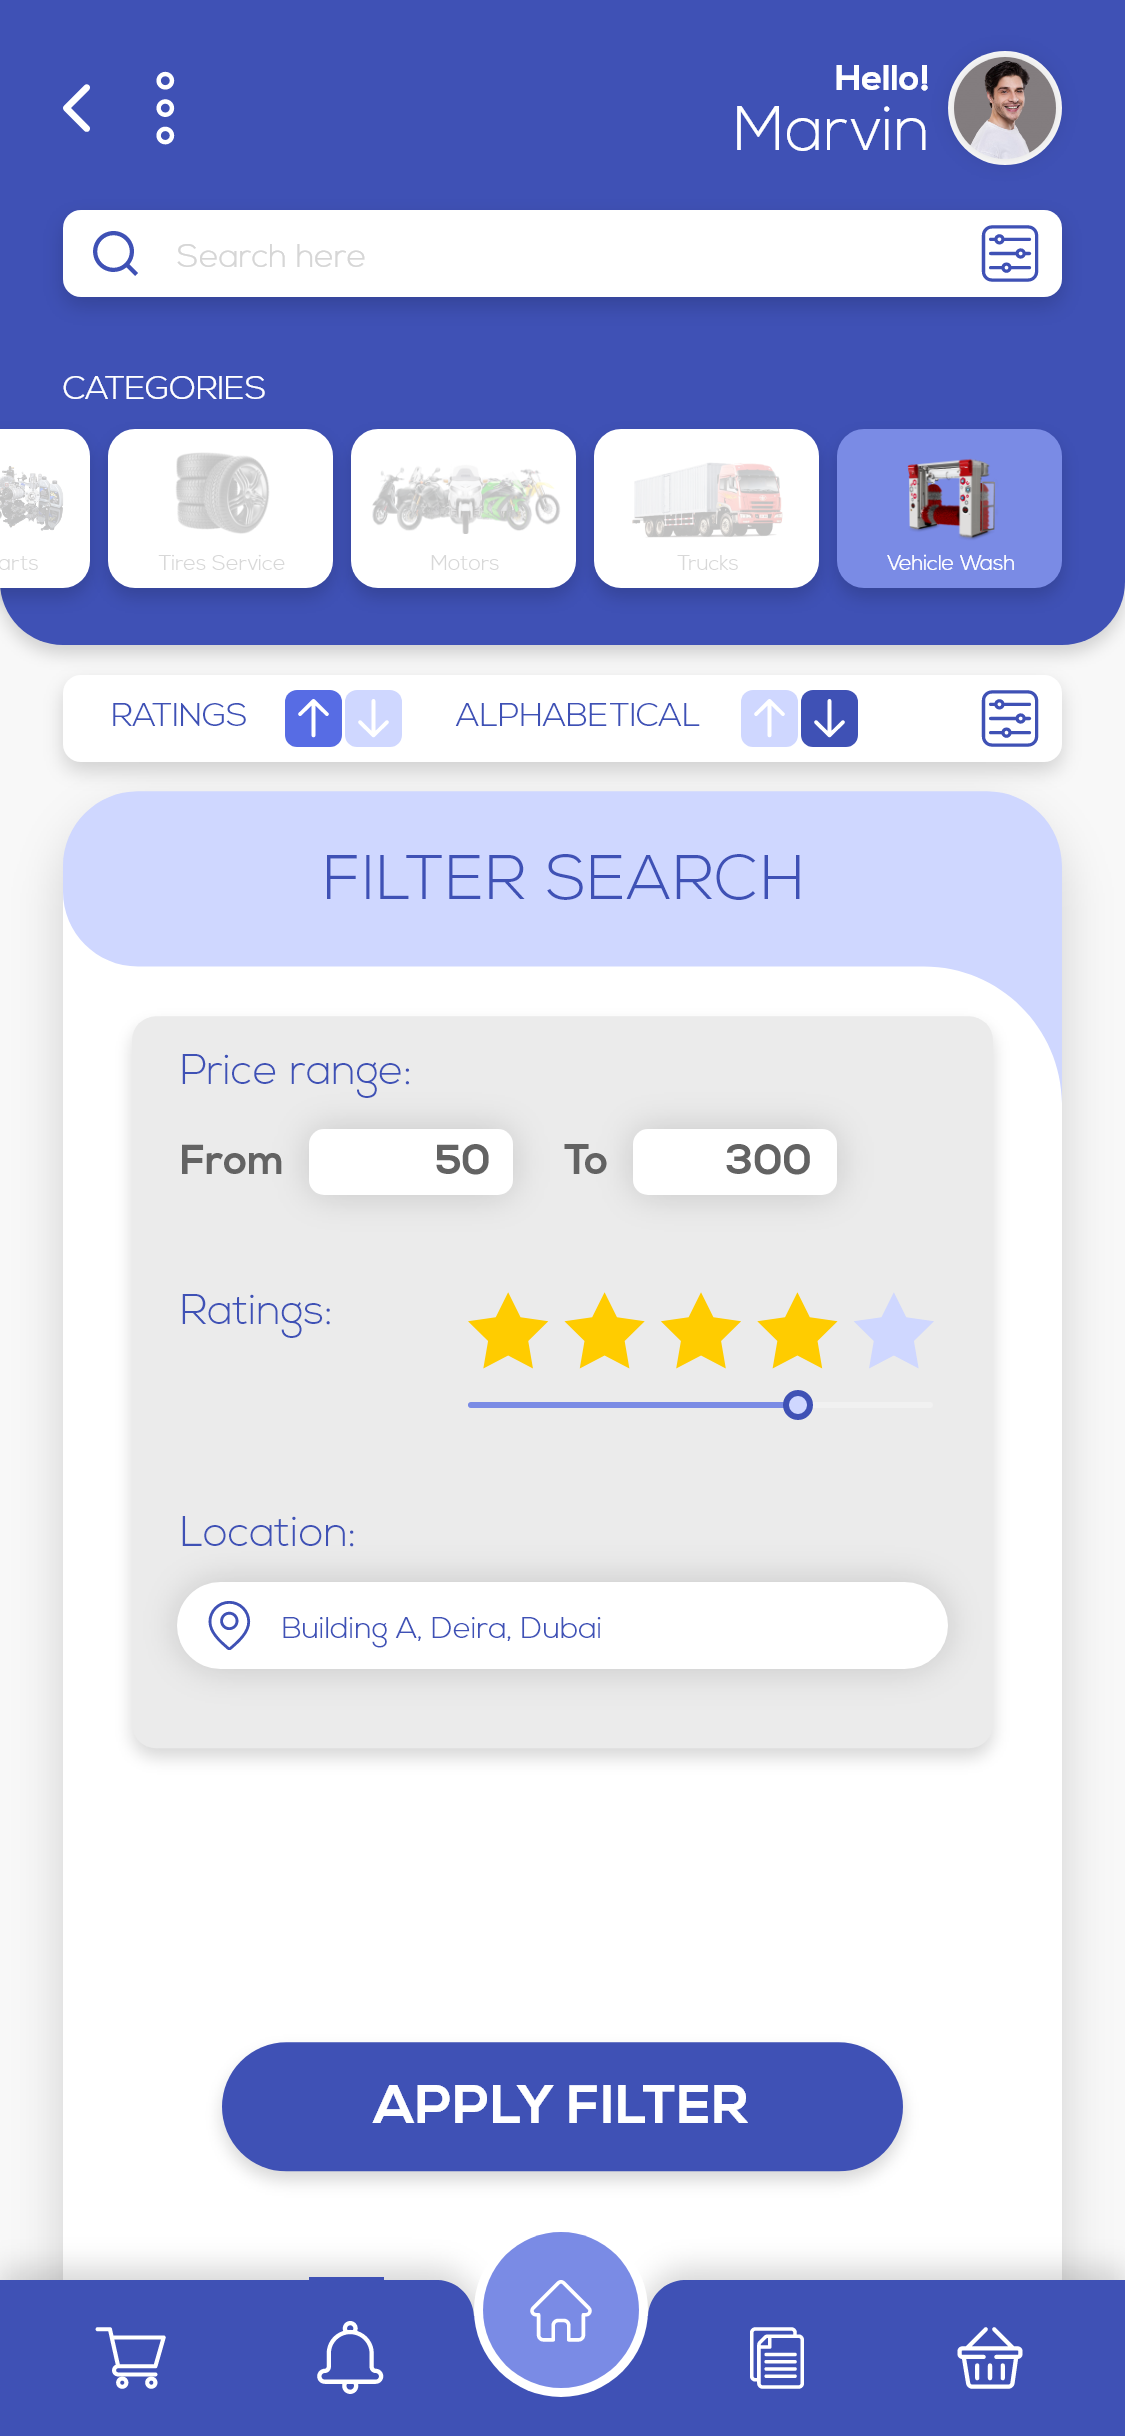 Hello!
Marvin
Search here
CATEGORIES
arts
Tires Service
Motors
Trucks
Vehicle Wash
RATINGS
ALPHABETICAL
FILTER SEARCH
Price range:
From 50 To 300
Ratings:
Location:
Building A, Deira, Dubai
APPLY FILTER